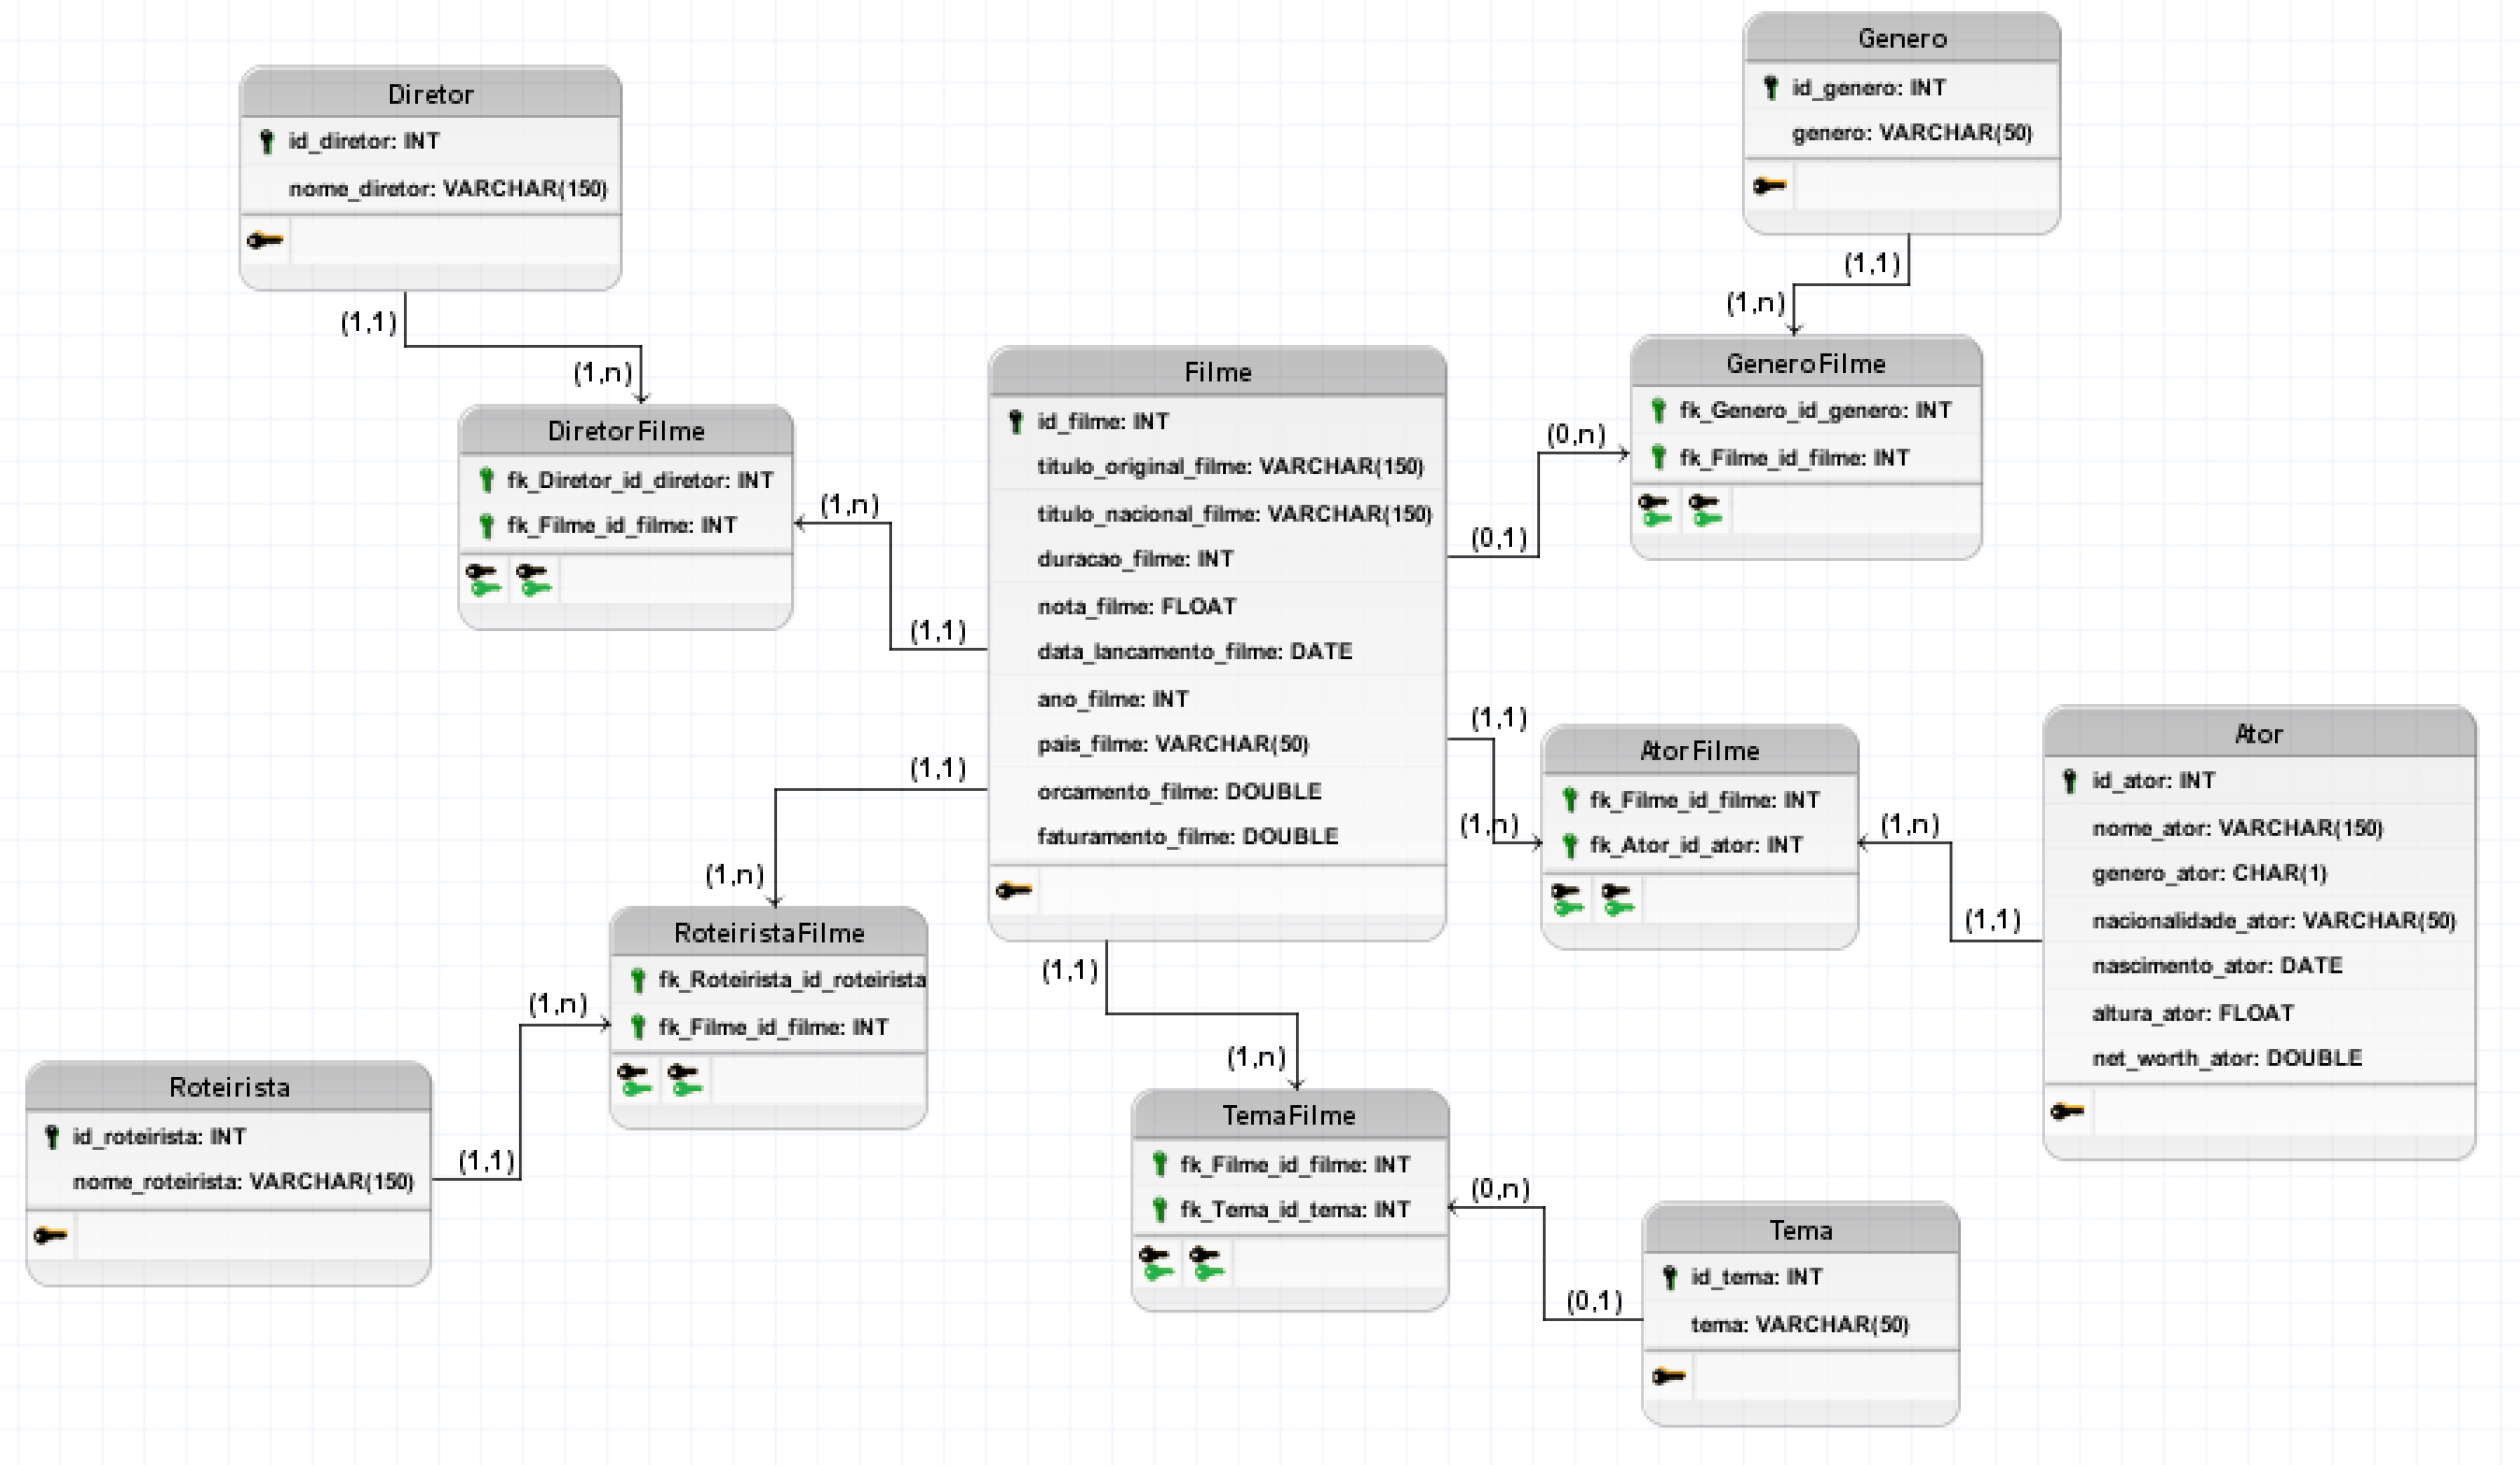 Diretor
id_diretor: INT
nome_diretor: VARCHAR(150)
(1,1)
(1,n)
DiretorFilme
fk_Diretor_id_diretor: INT
fk_Filme_id_filme: INT
(1,n)
(1,1)
Filme
id_filme: INT
titulo_original_filme: VARCHAR(150)
titulo_nacional_filme: VARCHAR(150)
duracao_filme: INT
nota_filme: FLOAT
data_lancamento_filme: DATE
ano_filme: INT
pais_filme: VARCHAR(50)
orcamento_filme: DOUBLE
faturamento_filme: DOUBLE
Genero
id_genero: INT
genero: VARCHAR(50)
(1,1)
(1,n)
GeneroFilme
fk_Genero_id_genero: INT
fk_Filme_id_filme: INT
(0,n)
(0,1)
(1,1)
(1,n)
AtorFilme
fk_Filme_id_filme: INT
fk_Ator_id_ator: INT
(1,n)
(1,1)
Ator
id_ator: INT
nome_ator: VARCHAR(150)
genero_ator: CHAR(1)
nacionalidade_ator: VARCHAR(50)
nascimento_ator: DATE
altura_ator: FLOAT
net_worth_ator: DOUBLE
(1,1)
(1,n)
RoteiristaFilme
fk_Roteirista_id_roteirista
fk_Filme_id_filme: INT
(1,n)
(1,1)
Roteirista
id_roteirista: INT
nome_roteirista: VARCHAR(150)
(1,1)
(1,n)
TemaFilme
fk_Filme_id_filme: INT
fk_Tema_id_tema: INT
(0,n)
(0,1)
Tema
id_tema: INT
tema: VARCHAR(50)